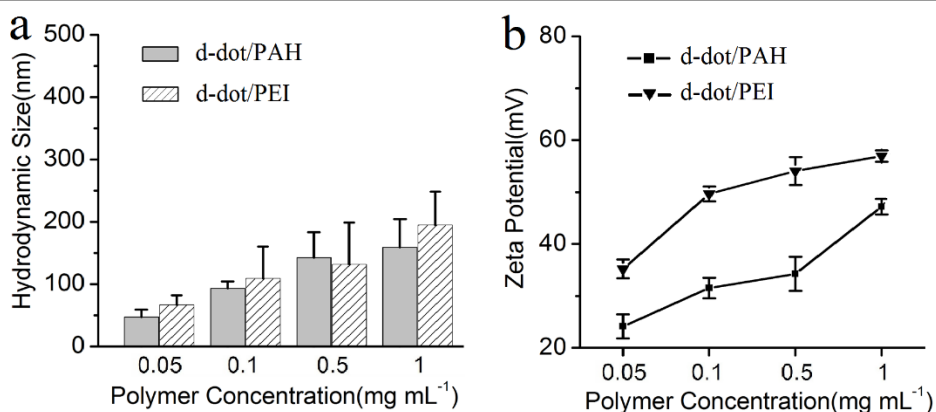 a
500
400
300
200
100
0
Hydrodynamic Size(nm)
d-dot/PAH
d-dot/PEI
0.05 0.1 0.5 1
Polymer Concentration(mg mL⁻¹)
b
80
60
40
20
Zeta Potential(mV)
d-dot/PAH
d-dot/PEI
0.05 0.1 0.5 1
Polymer Concentration(mg mL⁻¹)